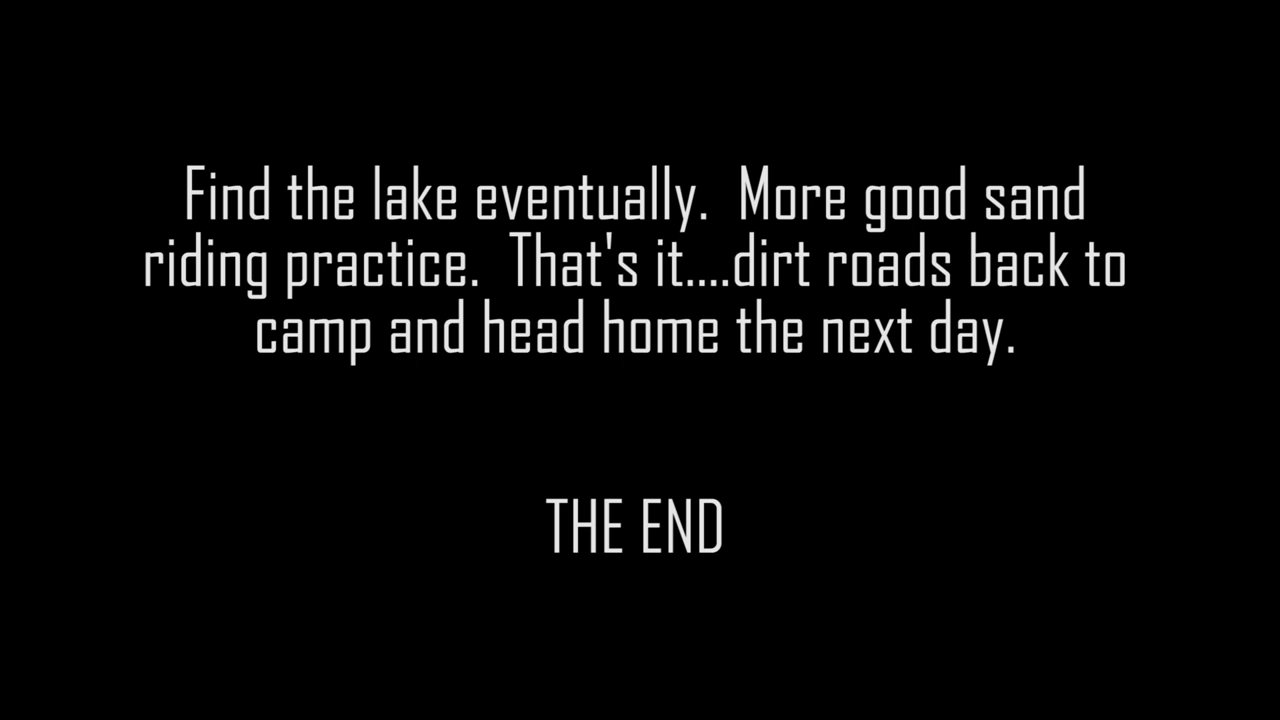 Find the lake eventually.  More good sand
riding practice.  That's it....dirt roads back to
camp and head home the next day.
THE END